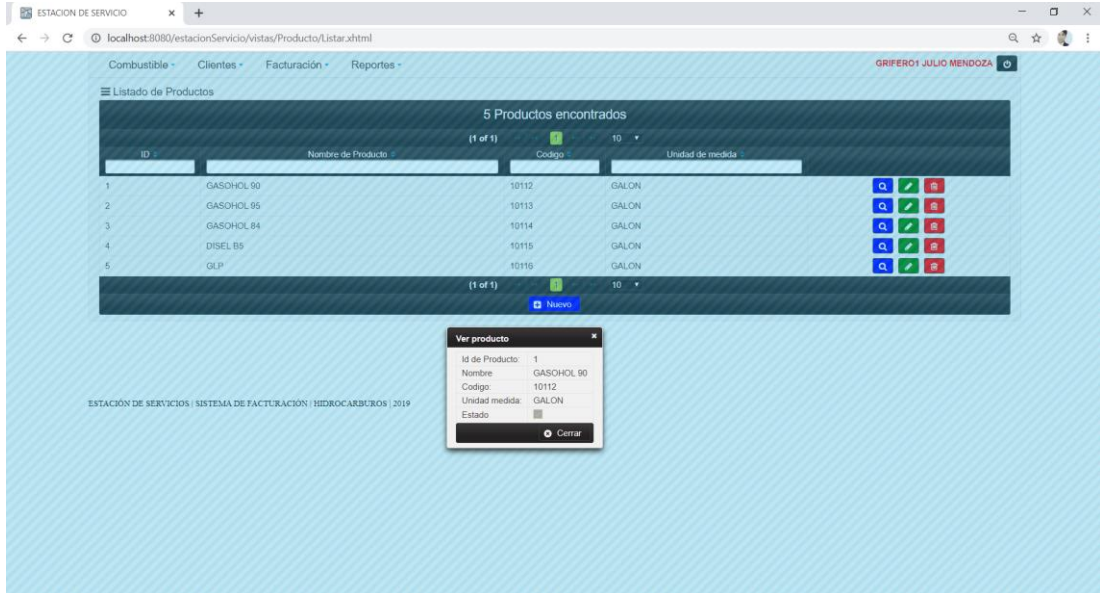 ESTACION DE SERVICIO
localhost:8080/estacionServicio/vistas/Producto/Listar.xhtml
Combustible Clientes Facturación Reportes GRIFERO1 JULIO MENDOZA
Listado de Productos
5 Productos encontrados
(1 of 1) 1 10
ID Nombre de Producto Codigo Unidad de medida
1 GASOHOL 90 10112 GALON
2 GASOHOL 95 10113 GALON
3 GASOHOL 84 10114 GALON
4 DISEL B5 10115 GALON
5 GLP 10116 GALON
(1 of 1) 1 10
Nuevo
Ver producto
Id de Producto: 1
Nombre GASOHOL 90
Codigo: 10112
Unidad medida: GALON
Estado
Cerrar
ESTACIÓN DE SERVICIOS | SISTEMA DE FACTURACIÓN | HIDROCARBUROS | 2019